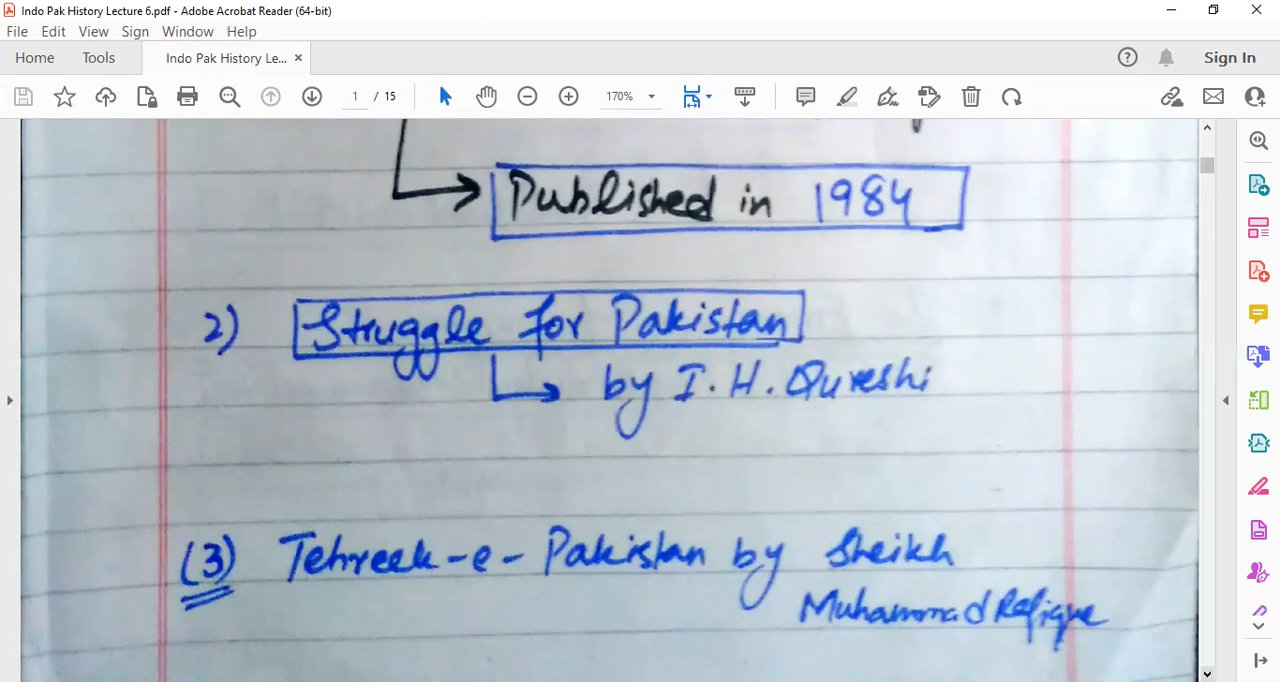 Indo Pak History Lecture 6.pdf - Adobe Acrobat Reader (64-bit)
File Edit View Sign Window Help
Home Tools Indo Pak History Le... × Sign In
1 / 15 170%
Published in 1984
2) Struggle for Pakistan
by I. H. Qureshi
(3) Tehreek-e-Pakistan by Sheikh
Muhammad Rafique